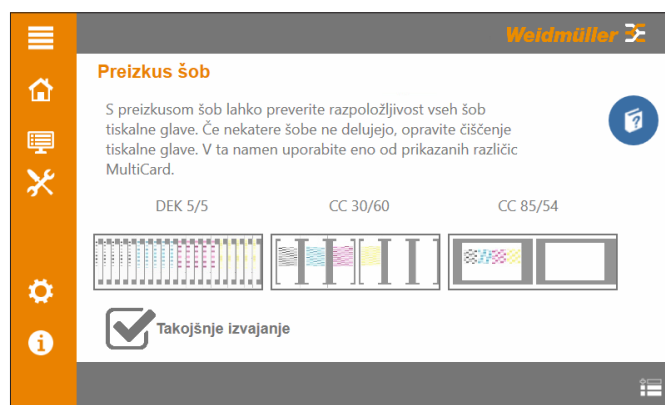 Weidmüller
Preizkus šob
S preizkusom šob lahko preverite razpoložljivost vseh šob
tiskalne glave. Če nekatere šobe ne delujejo, opravite čiščenje
tiskalne glave. V ta namen uporabite eno od prikazanih različic
MultiCard.
DEK 5/5 CC 30/60 CC 85/54
Takojšnje izvajanje